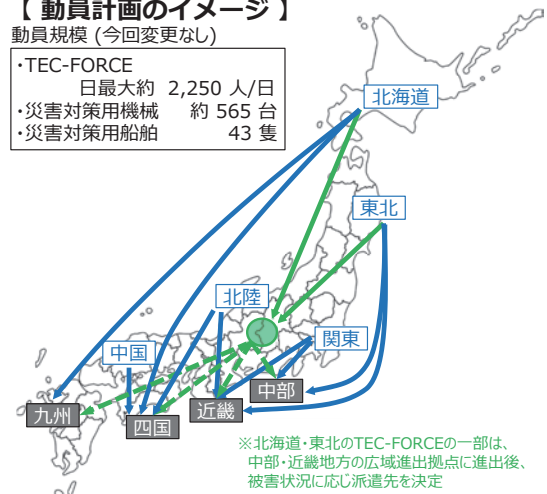 【 動員計画のイメージ 】
動員規模 (今回変更なし)
・TEC-FORCE
日最大約 2,250 人/日
・災害対策用機械 約 565 台
・災害対策用船舶 43 隻
北海道
東北
北陸
関東
中国
中部
近畿
九州
四国
※北海道・東北のTEC-FORCEの一部は、
中部・近畿地方の広域進出拠点に進出後、
被害状況に応じ派遣先を決定